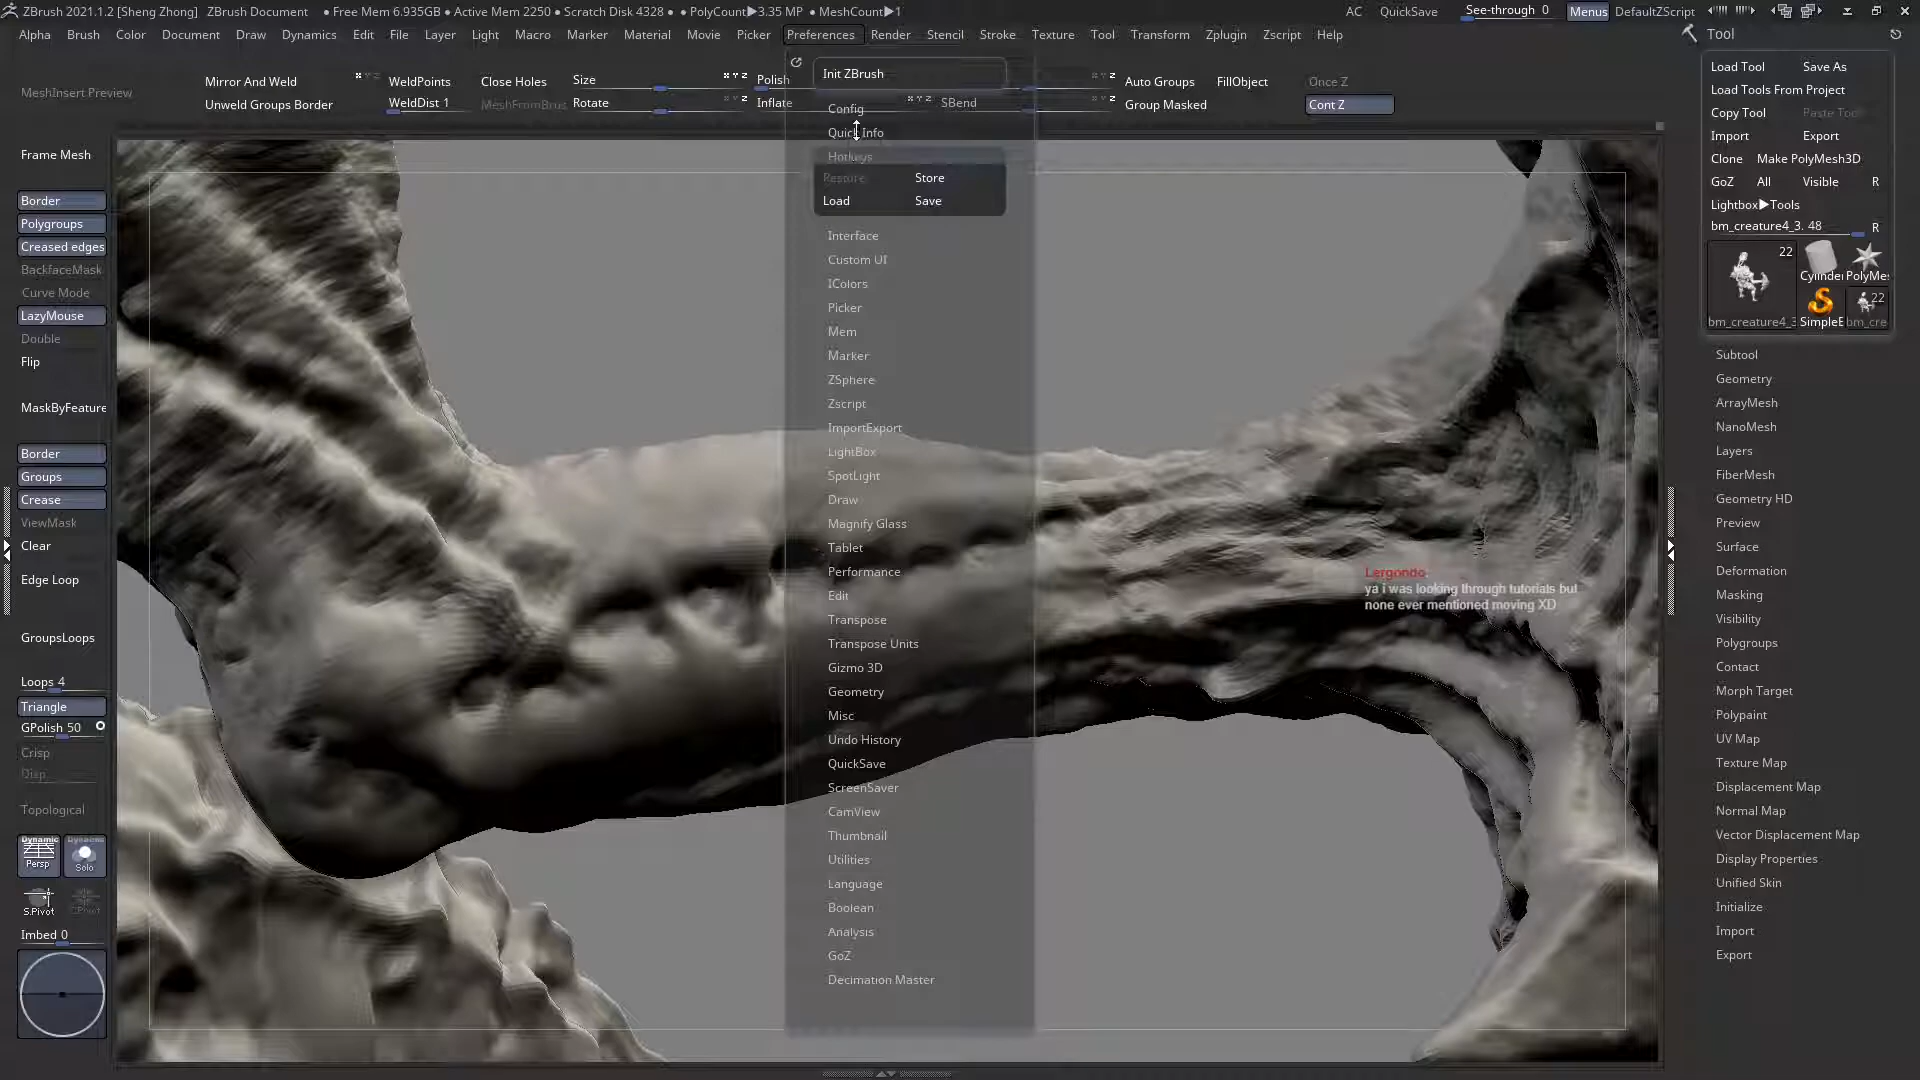 ZBrush 2021.1.2 [Sheng Zhong] ZBrush Document • Free Mem 6.935GB • Active Mem 2250 • Scratch Disk 4328 • • PolyCount▶3.35 MP • MeshCount▶1 AC QuickSave See-through 0 Menus DefaultZScript
Alpha Brush Color Document Draw Dynamics Edit File Layer Light Macro Marker Material Movie Picker Preferences Render Stencil Stroke Texture Tool Transform Zplugin Zscript Help
MeshInsert Preview
Mirror And Weld WeldPoints Close Holes Size Polish
Unweld Groups Border WeldDist 1 Rotate Inflate SBend
Auto Groups FillObject Once Z
Group Masked Cont Z
Frame Mesh
Border
Polygroups
Creased edges
BackfaceMask
Curve Mode
LazyMouse
Double
Flip
MaskByFeature
Border
Groups
Crease
ViewMask
Clear
Edge Loop
GroupsLoops
Loops 4
Triangle
GPolish 50
Crisp
Disp
Topological
Dynamic
Persp
Solo
S.Pivot
Imbed 0
Init ZBrush
Config
Quick Info
Hotkeys
Restore Store
Load Save
Interface
Custom UI
IColors
Picker
Mem
Marker
ZSphere
Zscript
ImportExport
LightBox
SpotLight
Draw
Magnify Glass
Tablet
Performance
Edit
Transpose
Transpose Units
Gizmo 3D
Geometry
Misc
Undo History
QuickSave
ScreenSaver
CamView
Thumbnail
Utilities
Language
Boolean
Analysis
GoZ
Decimation Master
Lergondo
ya i was looking through tutorials but
none ever mentioned moving XD
Tool
Load Tool Save As
Load Tools From Project
Copy Tool Paste Too
Import Export
Clone Make PolyMesh3D
GoZ All Visible R
Lightbox▶Tools
bm_creature4_3. 48 R
22
Cylinder PolyMes
22
bm_creature4_3 SimpleE bm_cre
Subtool
Geometry
ArrayMesh
NanoMesh
Layers
FiberMesh
Geometry HD
Preview
Surface
Deformation
Masking
Visibility
Polygroups
Contact
Morph Target
Polypaint
UV Map
Texture Map
Displacement Map
Normal Map
Vector Displacement Map
Display Properties
Unified Skin
Initialize
Import
Export